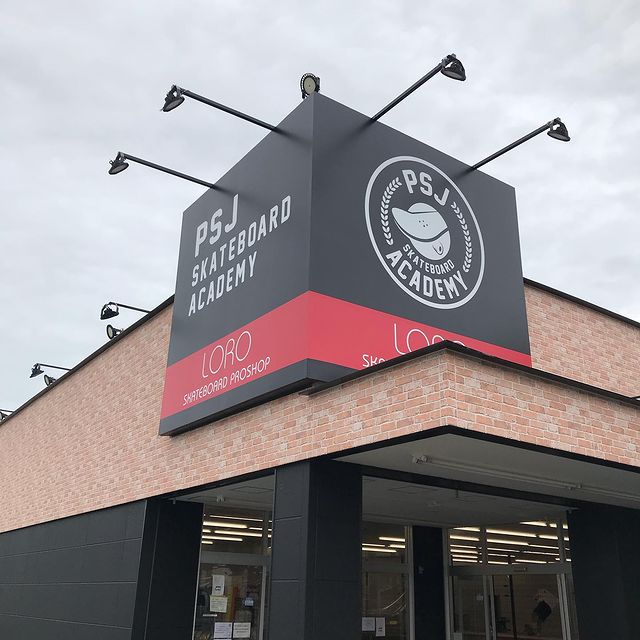 PSJ
SKATEBOARD
ACADEMY
LORO
SKATEBOARD PROSHOP
PSJ
SKATEBOARD
ACADEMY
LORO